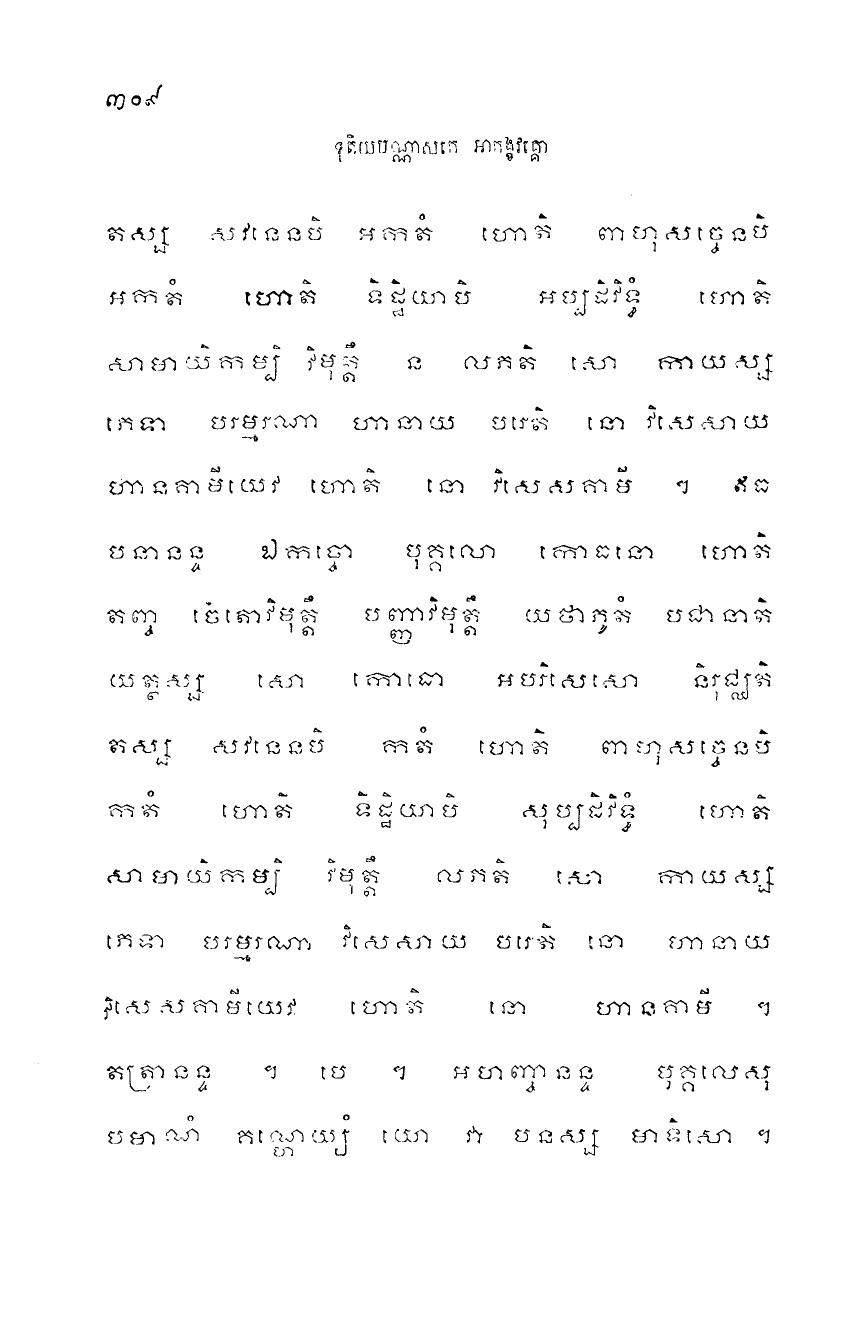 ៣០៩
ទុតិយបណ្ណាសកេ អាកង្ខវគ្គោ
តស្ស សវនេនបិ អកតំ ហោតិ ពាហុសច្ចេនបិ
អកតំ ហោតិ ទិដ្ឋិយាបិ អប្បដិវិទ្ធំ ហោតិ
សាមាយិកម្បិ វិមុត្តឹ ន លភតិ សោ កាយស្ស
ភេទា បរម្មរណា ហានាយ បរេតិ នោ វិសេសាយ
ហានគាមីយេវ ហោតិ នោ វិសេសគាមី ។ ឥធ
បនានន្ទ ឯកច្ចោ បុគ្គលោ កោធនោ ហោតិ
តញ្ច ចេតោវិមុត្តឹ បញ្ញាវិមុត្តឹ យថាភូតំ បជានាតិ
យត្ថស្ស សោ កោធោ អបរិសេសោ និរុជ្ឈតិ
តស្ស សវនេនបិ កតំ ហោតិ ពាហុសច្ចេនបិ
កតំ ហោតិ ទិដ្ឋិយាបិ សុប្បដិវិទ្ធំ ហោតិ
សាមាយិកម្បិ វិមុត្តឹ លភតិ សោ កាយស្ស
ភេទា បរម្មរណា វិសេសាយ បរេតិ នោ ហានាយ
វិសេសគាមីយេវ ហោតិ នោ ហានគាមី ។
តត្រានន្ទ ។ បេ ។ អហញ្ចានន្ទ បុគ្គលេសុ
បមាណំ គណ្ហេយ្យំ យោ វា បនស្ស មាទិសោ ។